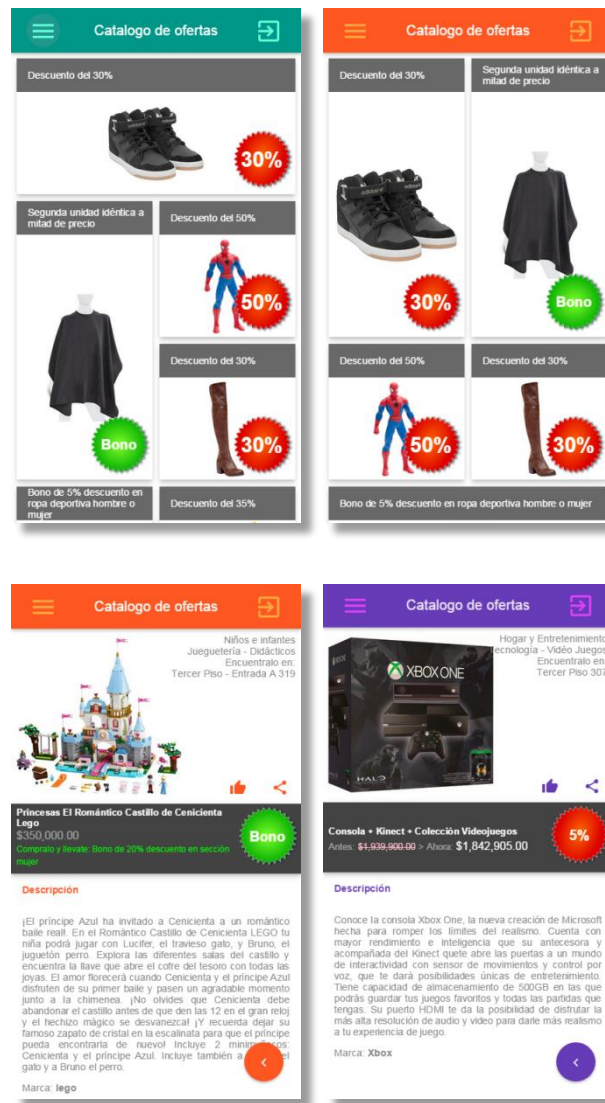 Catalogo de ofertas
Descuento del 30%
30%
Segunda unidad idéntica a
mitad de precio
Bono
Descuento del 50%
50%
Descuento del 30%
30%
Bono de 5% descuento en
ropa deportiva hombre o
mujer
Descuento del 35%
Catalogo de ofertas
Descuento del 30%
30%
Segunda unidad idéntica a
mitad de precio
Bono
Descuento del 50%
50%
Descuento del 30%
30%
Bono de 5% descuento en ropa deportiva hombre o mujer
Catalogo de ofertas
Niños e infantes
Jueguetería - Didácticos
Encuentralo en:
Tercer Piso - Entrada A 319
Princesas El Romántico Castillo de Cenicienta
Lego
$350,000.00
Compralo y llevate: Bono de 20% descuento en sección
mujer
Bono
Descripción
¡El príncipe Azul ha invitado a Cenicienta a un romántico
baile real!. En el Romántico Castillo de Cenicienta LEGO tu
niña podrá jugar con Lucifer, el travieso gato, y Bruno, el
juguetón perro. Explora las diferentes salas del castillo y
encuentra la llave que abre el cofre del tesoro con todas las
joyas. El amor florecerá cuando Cenicienta y el príncipe Azul
disfruten de su primer baile y pasen un agradable momento
junto a la chimenea. ¡No olvides que Cenicienta debe
abandonar el castillo antes de que den las 12 en el gran reloj
y el hechizo mágico se desvanezca! ¡Y recuerda dejar su
famoso zapato de cristal en la escalinata para que el príncipe
pueda encontrarla de nuevo! Incluye 2 cos:
Cenicienta y el príncipe Azul. Incluye también a el
gato y a Bruno el perro.
Marca: lego
Catalogo de ofertas
Hogar y Entretenimiento
ecnología - Vidéo Juegos
Encuentralo en
Tercer Piso 307
XBOX ONE
HALO
Consola + Kinect + Colección Videojuegos
Antes: $1,939,900.00 > Ahora: $1,842,905.00
5%
Descripción
Conoce la consola Xbox One, la nueva creación de Microsoft
hecha para romper los límites del realismo. Cuenta con
mayor rendimiento e inteligencia que su antecesora y
acompañada del Kinect quete abre las puertas a un mundo
de interactividad con sensor de movimientos y control por
voz, que te dará posibilidades únicas de entretenimiento.
Tiene capacidad de almacenamiento de 500GB en las que
podrás guardar tus juegos favoritos y todas las partidas que
tengas. Su puerto HDMI te da la posibilidad de disfrutar la
más alta resolución de audio y video para darle más realismo
a tu experiencia de juego.
Marca: Xbox